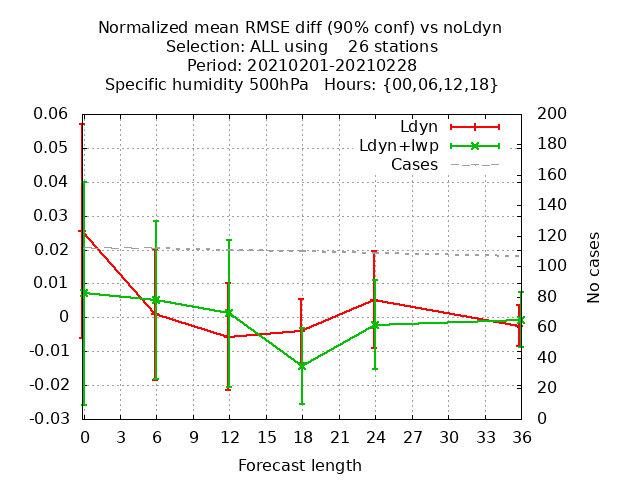 Normalized mean RMSE diff (90% conf) vs noLdyn
Selection: ALL using    26 stations
Period: 20210201-20210228
Specific humidity 500hPa   Hours: {00,06,12,18}
0.06
0.05
0.04
0.03
0.02
0.01
0
-0.01
-0.02
-0.03
Ldyn
Ldyn+lwp
Cases
200
180
160
140
120
100
80
60
40
20
0
No cases
0 3 6 9 12 15 18 21 24 27 30 33 36
Forecast length